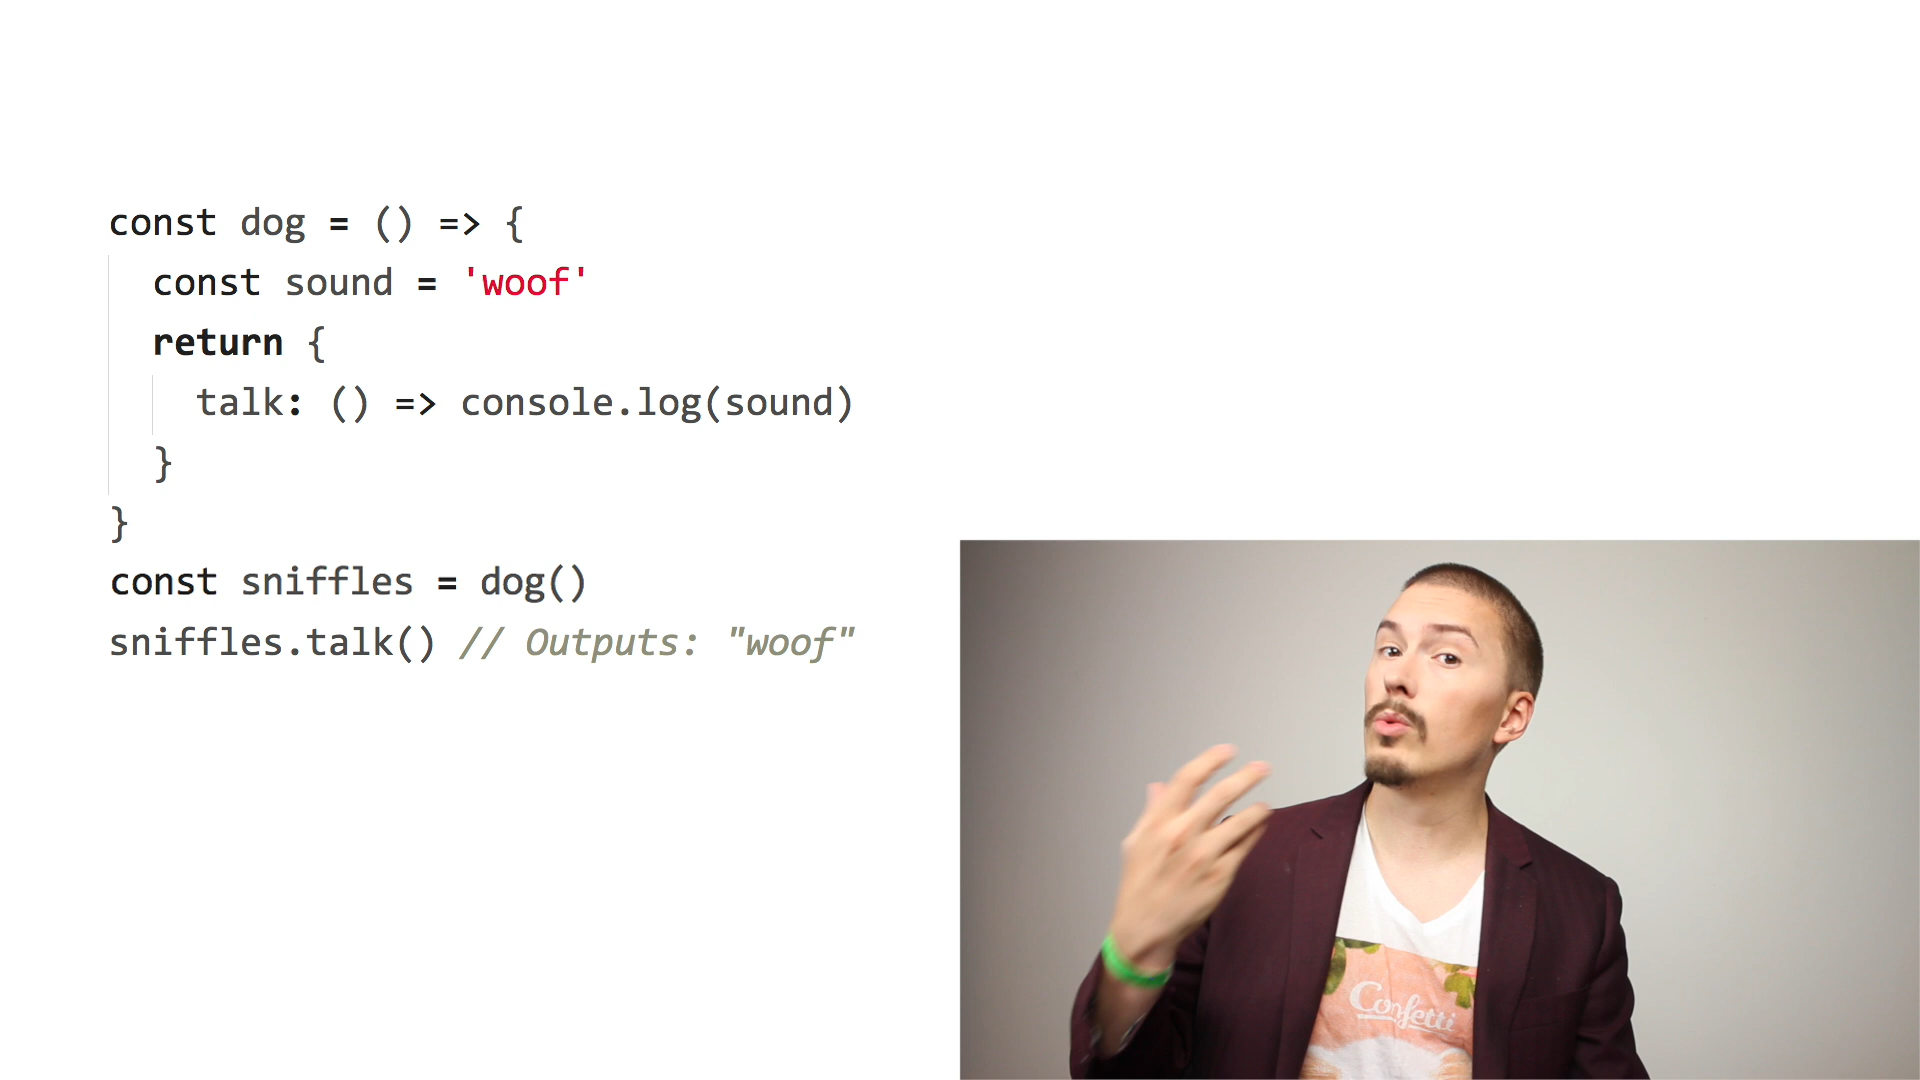 const dog = () => {
const sound = 'woof'
return {
talk: () => console.log(sound)
}
}
const sniffles = dog()
sniffles.talk() // Outputs: "woof"
Confetti